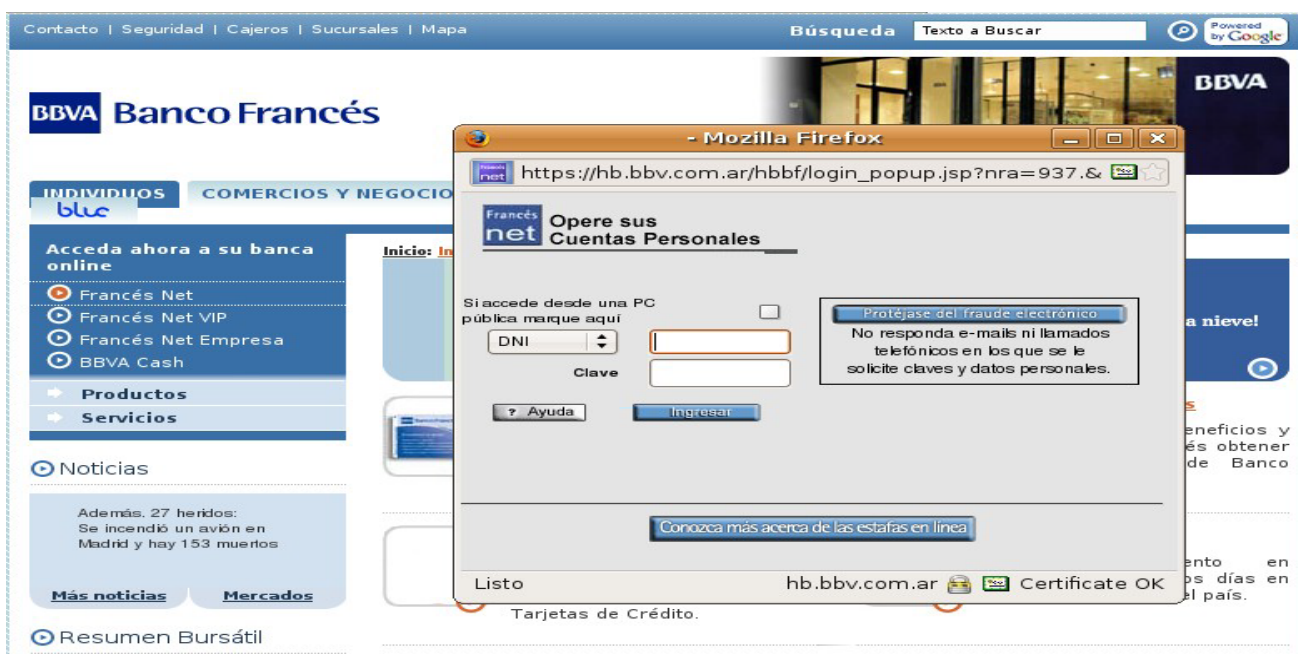 Contacto | Seguridad | Cajeros | Sucursales | Mapa
Búsqueda
Texto a Buscar
Powered
by Google
BBVA
BBVA Banco Francés
INDIVIDUOS
COMERCIOS Y NEGOCIO
blue
Acceda ahora a su banca
online
Francés Net
Francés Net VIP
Francés Net Empresa
BBVA Cash
Productos
Servicios
Noticias
Además. 27 heridos:
Se incendió un avión en
Madrid y hay 153 muertos
Más noticias
Mercados
Resumen Bursátil
Inicio: In
- Mozilla Firefox
Francés
net
https://hb.bbv.com.ar/hbbf/login_popup.jsp?nra=937.&
Francés
net
Opere sus
Cuentas Personales
Si accede desde una PC
pública marque aquí
DNI
Clave
? Ayuda
Ingresar
Protéjase del fraude electrónico
No responda e-mails ni llamados
telefónicos en los que se le
solicite claves y datos personales.
Conozca más acerca de las estafas en línea
Listo
hb.bbv.com.ar
Certificate OK
a nieve!
s
eneficios y
és obtener
de Banco
ento en
os días en
el país.
Tarjetas de Crédito.